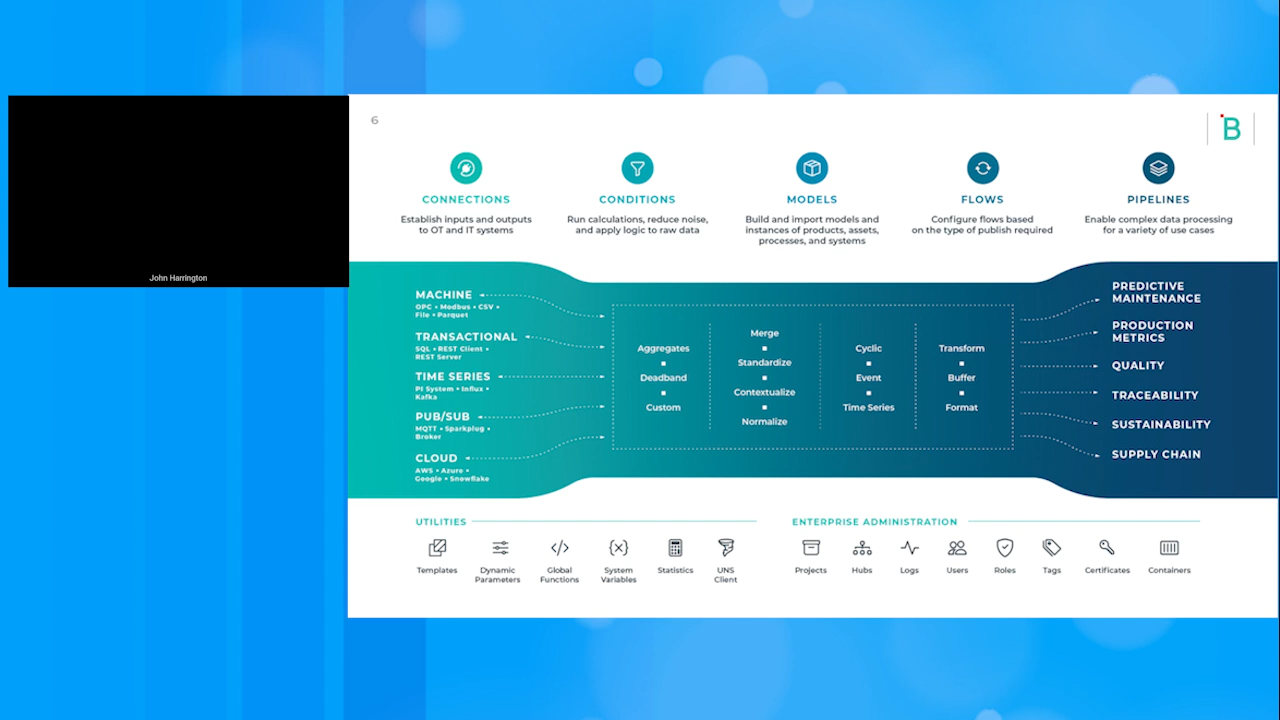 John Harrington
6
B
CONNECTIONS
Establish inputs and outputs
to OT and IT systems
CONDITIONS
Run calculations, reduce noise,
and apply logic to raw data
MODELS
Build and import models and
instances of products, assets,
processes, and systems
FLOWS
Configure flows based
on the type of publish required
PIPELINES
Enable complex data processing
for a variety of use cases
MACHINE
OPC • Modbus • CSV •
File • Parquet
TRANSACTIONAL
SQL • REST Client •
REST Server
TIME SERIES
PI System • Influx •
Kafka
PUB/SUB
MQTT • Sparkplug •
Broker
CLOUD
AWS • Azure •
Google • Snowflake
Aggregates
Deadband
Custom
Merge
Standardize
Contextualize
Normalize
Cyclic
Event
Time Series
Transform
Buffer
Format
PREDICTIVE
MAINTENANCE
PRODUCTION
METRICS
QUALITY
TRACEABILITY
SUSTAINABILITY
SUPPLY CHAIN
UTILITIES
Templates
Dynamic
Parameters
Global
Functions
System
Variables
Statistics
UNS
Client
ENTERPRISE ADMINISTRATION
Projects
Hubs
Logs
Users
Roles
Tags
Certificates
Containers